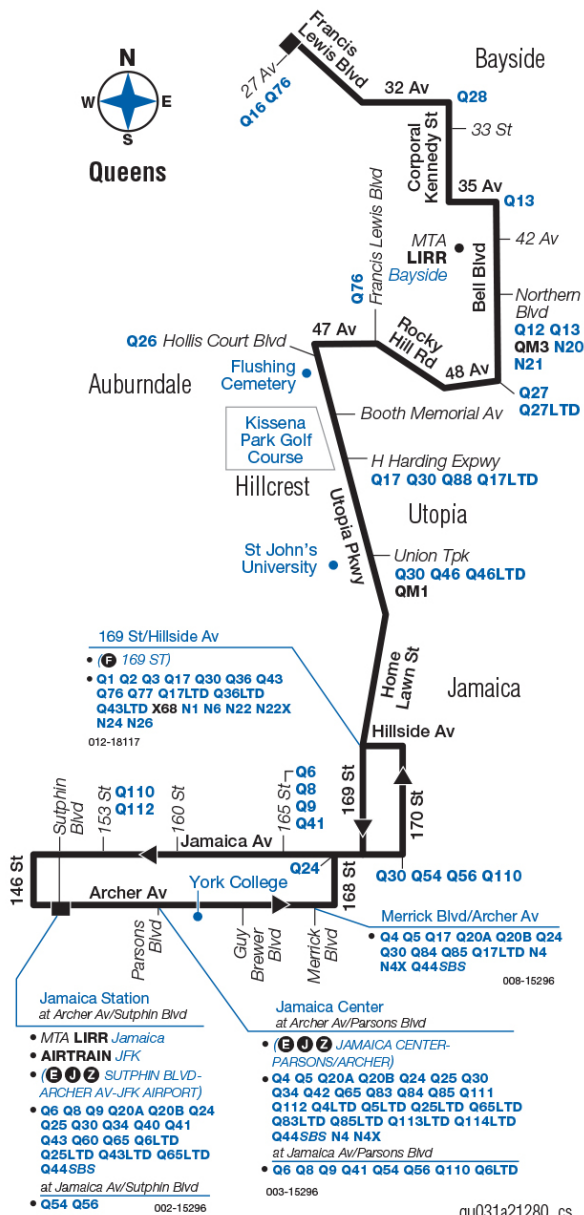 Francis
Lewis Blvd
Bayside
N
W E
S
Queens
27 Av
Q16 Q76
32 Av
Q28
33 St
Corporal
Kennedy St
35 Av
Q13
42 Av
MTA
LIRR
Bayside
Bell Blvd
Northern
Blvd
Q12 Q13
QM3 N20
N21
Francis Lewis Blvd
Q76
47 Av
Rocky
Hill Rd
48 Av
Q27
Q27LTD
Q26 Hollis Court Blvd
Flushing
Cemetery
Auburndale
Booth Memorial Av
Kissena
Park Golf
Course
H Harding Expwy
Q17 Q30 Q88 Q17LTD
Hillcrest
Utopia Pkwy
Utopia
St John's
University
Union Tpk
Q30 Q46 Q46LTD
QM1
169 St/Hillside Av
• (F 169 ST)
• Q1 Q2 Q3 Q17 Q30 Q36 Q43
Q76 Q77 Q17LTD Q36LTD
Q43LTD X68 N1 N6 N22 N22X
N24 N26
012-18117
Home
Lawn St
Jamaica
Hillside Av
169 St
170 St
Sutphin
Blvd
153 St
Q110
Q112
160 St
165 St
Q6
Q8
Q9
Q41
Jamaica Av
Q24
Q30 Q54 Q56 Q110
146 St
Archer Av
York College
168 St
Parsons
Blvd
Guy
Brewer
Blvd
Merrick
Blvd
Merrick Blvd/Archer Av
• Q4 Q5 Q17 Q20A Q20B Q24
Q30 Q84 Q85 Q17LTD N4
N4X Q44SBS
008-15296
Jamaica Station
at Archer Av/Sutphin Blvd
• MTA LIRR Jamaica
• AIRTRAIN JFK
• (E J Z SUTPHIN BLVD-
ARCHER AV-JFK AIRPORT)
• Q6 Q8 Q9 Q20A Q20B Q24
Q25 Q30 Q34 Q40 Q41
Q43 Q60 Q65 Q6LTD
Q25LTD Q43LTD Q65LTD
Q44SBS
at Jamaica Av/Sutphin Blvd
• Q54 Q56
002-15296
Jamaica Center
at Archer Av/Parsons Blvd
• (E J Z JAMAICA CENTER-
PARSONS/ARCHER)
• Q4 Q5 Q20A Q20B Q24 Q25 Q30
Q34 Q42 Q65 Q83 Q84 Q85 Q111
Q112 Q4LTD Q5LTD Q25LTD Q65LTD
Q83LTD Q85LTD Q113LTD Q114LTD
Q44SBS N4 N4X
at Jamaica Av/Parsons Blvd
• Q6 Q8 Q9 Q41 Q54 Q56 Q110 Q6LTD
003-15296
qu031a21280_cs